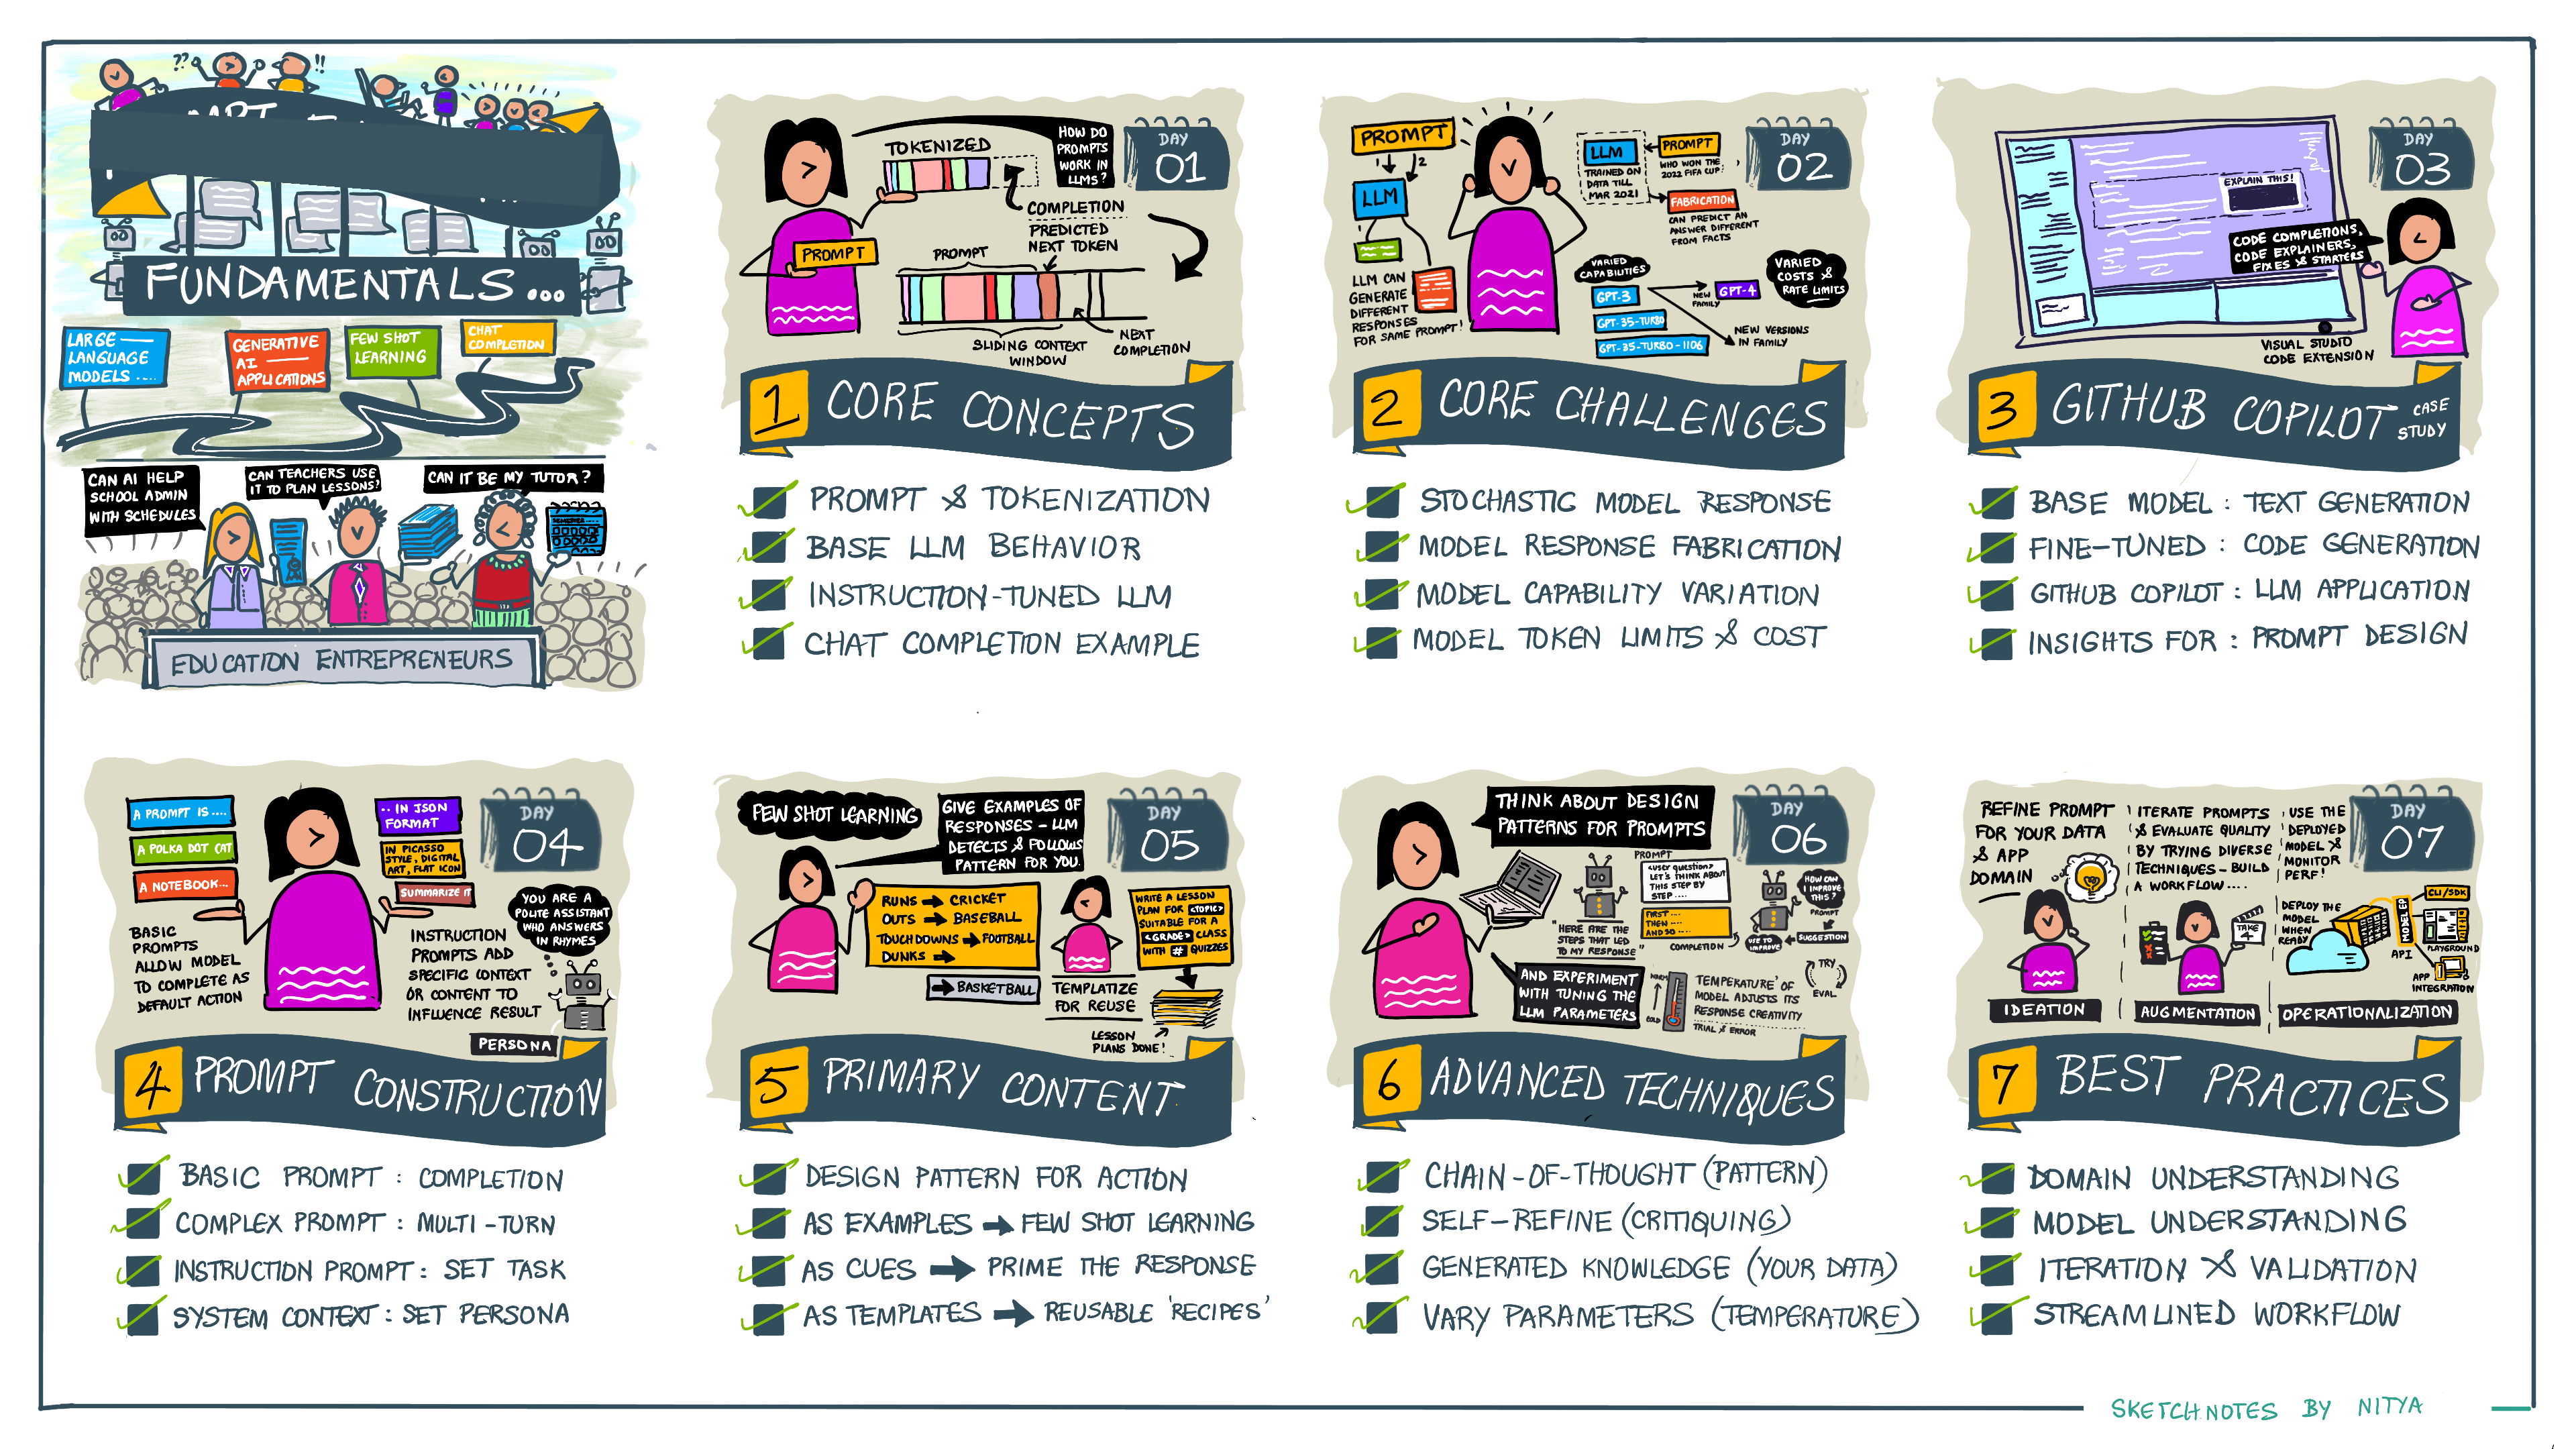 ??
!!
FUNDAMENTALS...
LARGE
LANGUAGE
MODELS ....
GENERATIVE
AI
APPLICATIONS
FEW SHOT
LEARNING
CHAT
COMPLETION
CAN AI HELP
SCHOOL ADMIN
WITH SCHEDULES
CAN TEACHERS USE
IT TO PLAN LESSONS?
CAN IT BE MY TUTOR?
EDUCATION ENTREPRENEURS
DAY
01
HOW DO
PROMPTS
WORK IN
LLMS?
TOKENIZED
PROMPT
COMPLETION
PREDICTED
NEXT TOKEN
PROMPT
SLIDING CONTEXT
WINDOW
NEXT
COMPLETION
1 CORE CONCEPTS
PROMPT & TOKENIZATION
BASE LLM BEHAVIOR
INSTRUCTION-TUNED LLM
CHAT COMPLETION EXAMPLE
DAY
02
PROMPT
1 2
LLM
1
LLM CAN
GENERATE
DIFFERENT
RESPONSES
FOR SAME PROMPT!
LLM
TRAINED ON
DATA TILL
MAR 2021
PROMPT
WHO WON THE
2022 FIFA CUP?
FABRICATION
CAN PREDICT AN
ANSWER DIFFERENT
FROM FACTS
VARIED
CAPABILITIES
GPT-3
GPT-35-TURBO
GPT-35-TURBO-1106
NEW
FAMILY
GPT-4
NEW VERSIONS
IN FAMILY
VARIED
COSTS &
RATE LIMITS
2 CORE CHALLENGES
STOCHASTIC MODEL RESPONSE
MODEL RESPONSE FABRICATION
MODEL CAPABILITY VARIATION
MODEL TOKEN LIMITS & COST
DAY
03
EXPLAIN THIS!
CODE COMPLETIONS,
CODE EXPLAINERS,
FIXES & STARTERS
VISUAL STUDIO
CODE EXTENSION
3 GITHUB COPILOT CASE
STUDY
BASE MODEL : TEXT GENERATION
FINE-TUNED : CODE GENERATION
GITHUB COPILOT : LLM APPLICATION
INSIGHTS FOR : PROMPT DESIGN
DAY
04
A PROMPT IS....
A POLKA DOT CAT
A NOTEBOOK...
BASIC
PROMPTS
ALLOW MODEL
TO COMPLETE AS
DEFAULT ACTION
.. IN JSON
FORMAT
IN PICASSO
STYLE, DIGITAL
ART, FLAT ICON
SUMMARIZE IT
INSTRUCTION
PROMPTS ADD
SPECIFIC CONTEXT
OR CONTENT TO
INFLUENCE RESULT
YOU ARE A
POLITE ASSISTANT
WHO ANSWERS
IN RHYMES
PERSONA
4 PROMPT CONSTRUCTION
BASIC PROMPT : COMPLETION
COMPLEX PROMPT : MULTI-TURN
INSTRUCTION PROMPT : SET TASK
SYSTEM CONTEXT : SET PERSONA
DAY
05
FEW SHOT LEARNING
GIVE EXAMPLES OF
RESPONSES - LLM
DETECTS & FOLLOWS
PATTERN FOR YOU.
RUNS → CRICKET
OUTS → BASEBALL
TOUCHDOWNS → FOOTBALL
DUNKS →
→ BASKETBALL
TEMPLATIZE
FOR REUSE
WRITE A LESSON
PLAN FOR <TOPIC>
SUITABLE FOR A
<GRADE> CLASS
WITH # QUIZZES
LESSON
PLANS DONE!
5 PRIMARY CONTENT
DESIGN PATTERN FOR ACTION
AS EXAMPLES → FEW SHOT LEARNING
AS CUES → PRIME THE RESPONSE
AS TEMPLATES → REUSABLE 'RECIPES'
DAY
06
THINK ABOUT DESIGN
PATTERNS FOR PROMPTS
PROMPT
<USER QUESTION?
LET'S THINK ABOUT
THIS STEP BY
STEP ....
FIRST ...
THEN ....
AND SO ....
COMPLETION
"HERE ARE THE
STEPS THAT LED
TO MY RESPONSE"
HOW CAN
I IMPROVE
THIS?
PROMPT
SUGGESTION
USE TO
IMPROVE
TRY
EVAL
AND EXPERIMENT
WITH TUNING THE
LLM PARAMETERS
COLD
'TEMPERATURE' OF
MODEL ADJUSTS ITS
RESPONSE CREATIVITY
TRIAL & ERROR
6 ADVANCED TECHNIQUES
CHAIN-OF-THOUGHT (PATTERN)
SELF-REFINE (CRITIQUING)
GENERATED KNOWLEDGE (YOUR DATA)
VARY PARAMETERS (TEMPERATURE)
DAY
07
REFINE PROMPT
FOR YOUR DATA
& APP
DOMAIN
IDEATION
ITERATE PROMPTS
& EVALUATE QUALITY
BY TRYING DIVERSE
TECHNIQUES - BUILD
A WORKFLOW....
TAKE
4
AUGMENTATION
USE THE
DEPLOYED
MODEL &
MONITOR
PERF!
DEPLOY THE
MODEL
WHEN
READY
MODEL EP
API
CLI/SDK
PLAYGROUND
APP
INTEGRATION
OPERATIONALIZATION
7 BEST PRACTICES
DOMAIN UNDERSTANDING
MODEL UNDERSTANDING
ITERATION & VALIDATION
STREAMLINED WORKFLOW
SKETCHNOTES BY NITYA